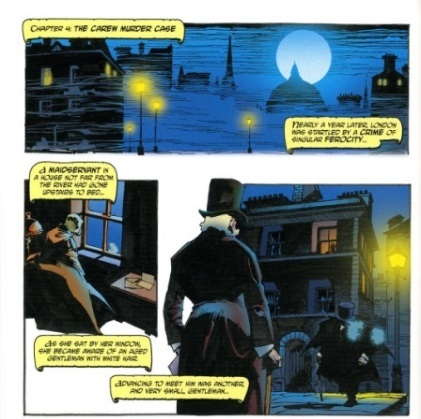 CHAPTER 4: THE CAREW MURDER CASE
NEARLY A YEAR LATER, LONDON
WAS STARTLED BY A CRIME OF
SINGULAR FEROCITY...
A MAIDSERVANT IN
A HOUSE NOT FAR FROM
THE RIVER HAD GONE
UPSTAIRS TO BED...
AS SHE SAT BY HER WINDOW,
SHE BECAME AWARE OF AN AGED
GENTLEMAN WITH WHITE HAIR.
ADVANCING TO MEET HIM WAS ANOTHER,
AND VERY SMALL, GENTLEMAN...